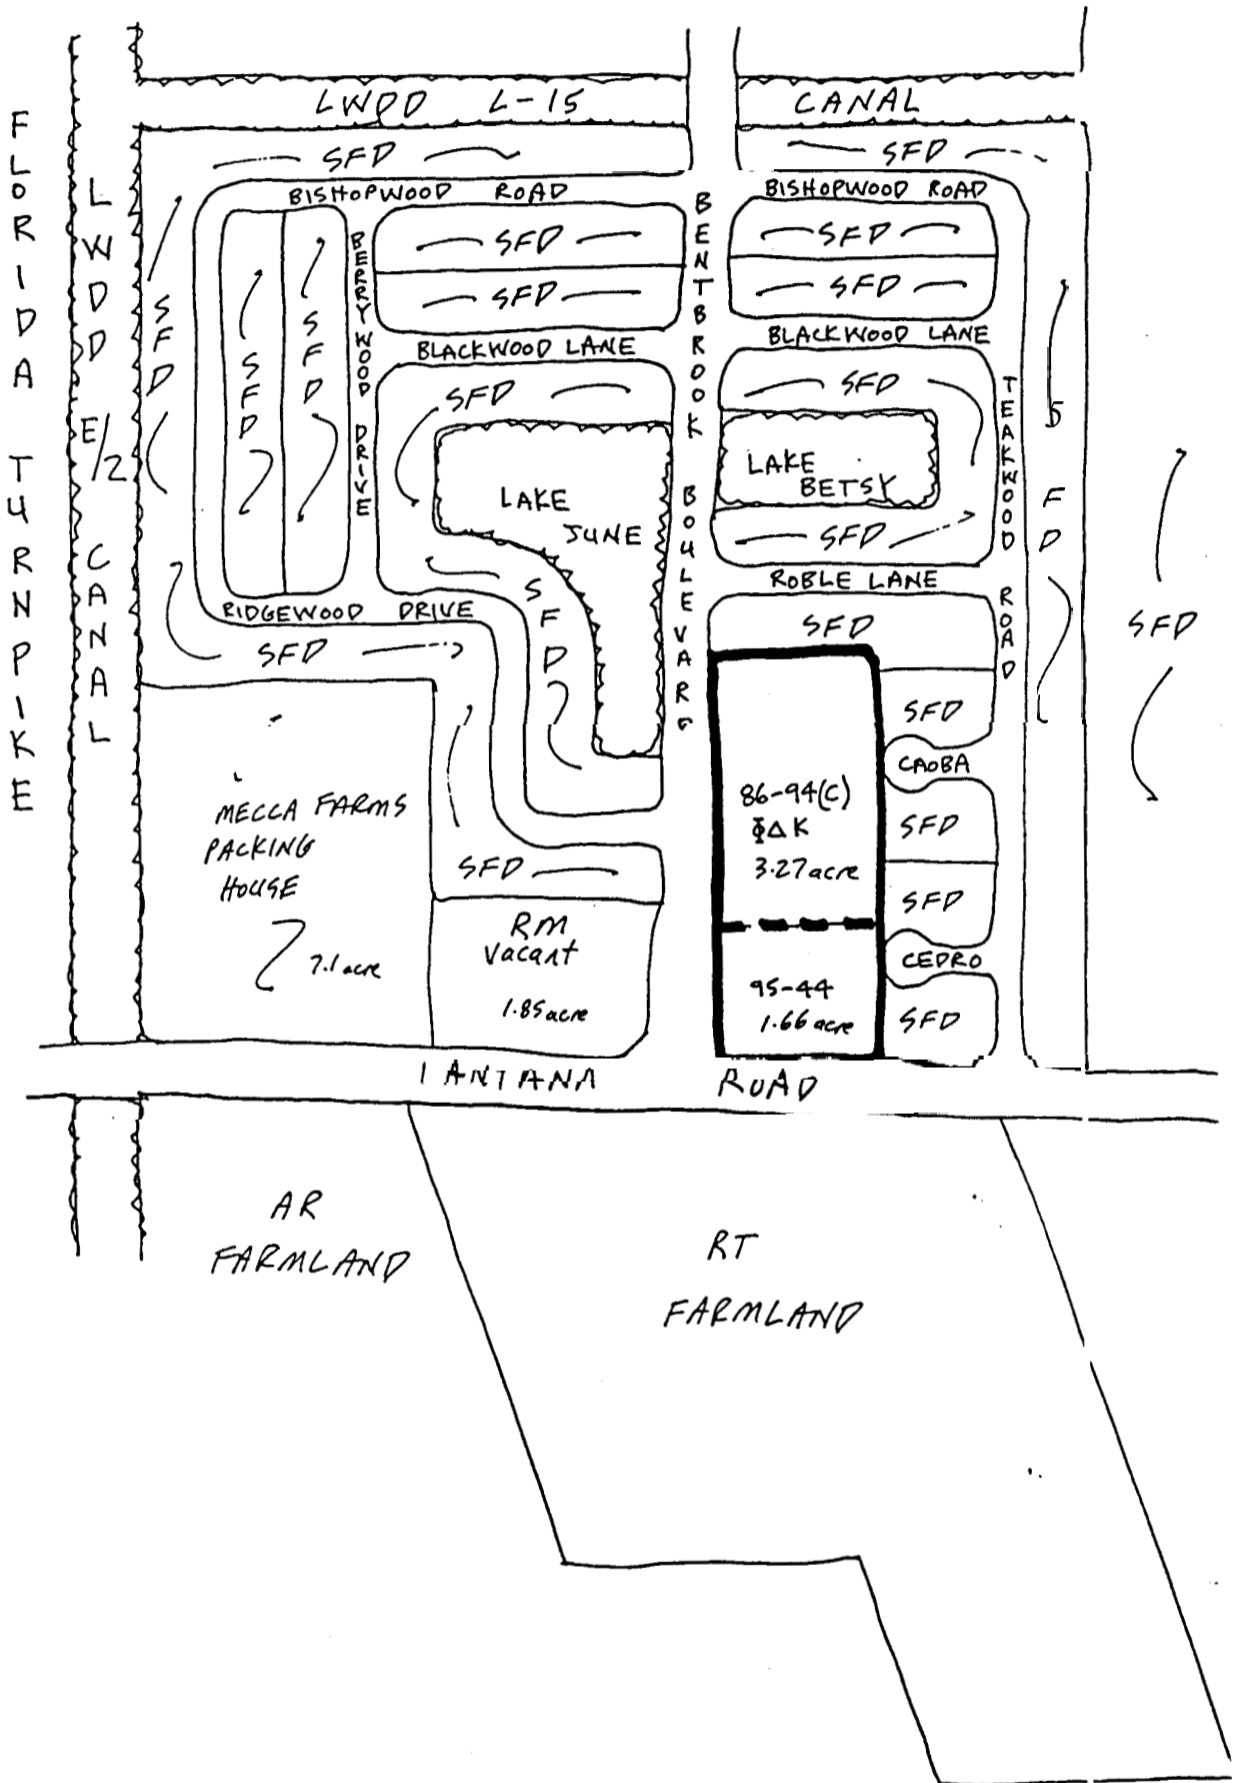 LWDD L-15 CANAL
FLORIDA TURNPIKE
LWDD E/2 CANAL
SFD
SFD
BISHOPWOOD ROAD
BISHOPWOOD ROAD
SFD
SFD
SFD
BERRYWOOD DRIVE
SFD
SFD
BENTBROOK BOULEVARD
SFD
SFD
BLACKWOOD LANE
BLACKWOOD LANE
SFD
SFD
TEAKWOOD ROAD
SFD
SFD
LAKE JUNE
LAKE
BETSY
SFD
SFD
ROBLE LANE
RIDGEWOOD DRIVE
SFD
SFD
SFD
CAOBA
MECCA FARMS
PACKING
HOUSE
7.1 acre
86-94(C)
ΦΔK
3.27 acre
SFD
SFD
SFD
RM
Vacant
1.85 acre
CEDRO
95-44
1.66 acre
SFD
LANTANA ROAD
AR
FARMLAND
RT
FARMLAND